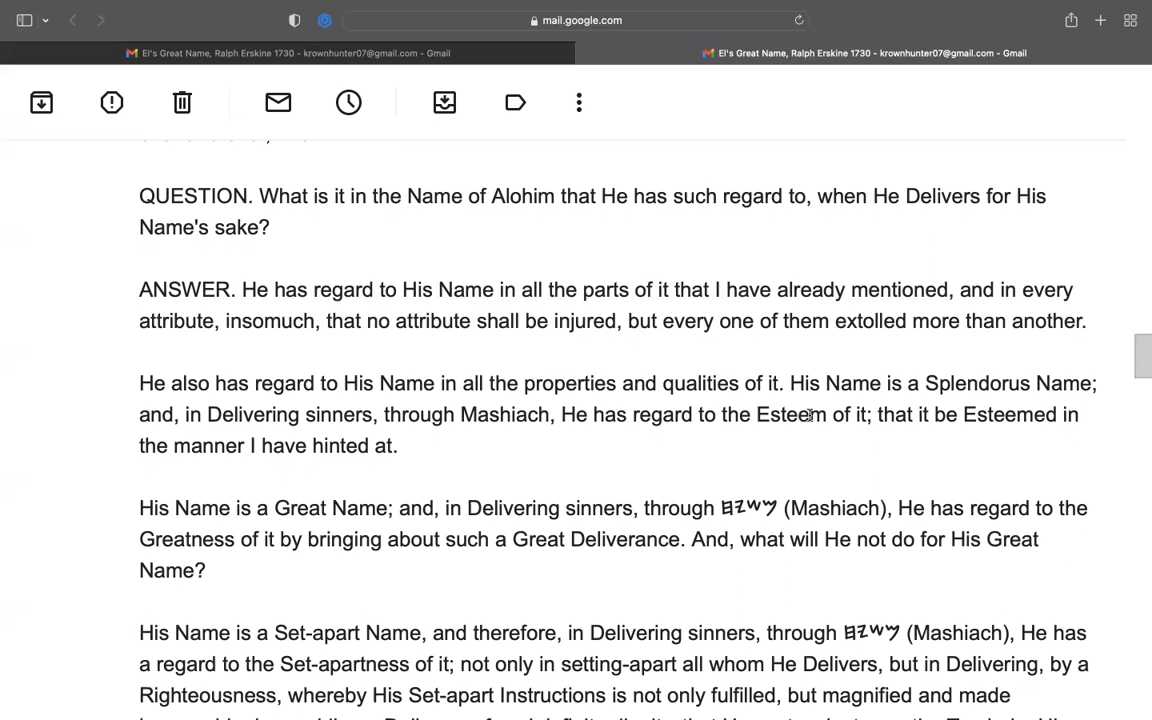 mail.google.com
El's Great Name, Ralph Erskine 1730 - krownhunter07@gmail.com - Gmail
El's Great Name, Ralph Erskine 1730 - krownhunter07@gmail.com - Gmail
QUESTION. What is it in the Name of Alohim that He has such regard to, when He Delivers for His
Name's sake?
ANSWER. He has regard to His Name in all the parts of it that I have already mentioned, and in every
attribute, insomuch, that no attribute shall be injured, but every one of them extolled more than another.
He also has regard to His Name in all the properties and qualities of it. His Name is a Splendorus Name;
and, in Delivering sinners, through Mashiach, He has regard to the Esteem of it; that it be Esteemed in
the manner I have hinted at.
His Name is a Great Name; and, in Delivering sinners, through 𐤌𐤔𐤉𐤇 (Mashiach), He has regard to the
Greatness of it by bringing about such a Great Deliverance. And, what will He not do for His Great
Name?
His Name is a Set-apart Name, and therefore, in Delivering sinners, through 𐤌𐤔𐤉𐤇 (Mashiach), He has
a regard to the Set-apartness of it; not only in setting-apart all whom He Delivers, but in Delivering, by a
Righteousness, whereby His Set-apart Instructions is not only fulfilled, but magnified and made